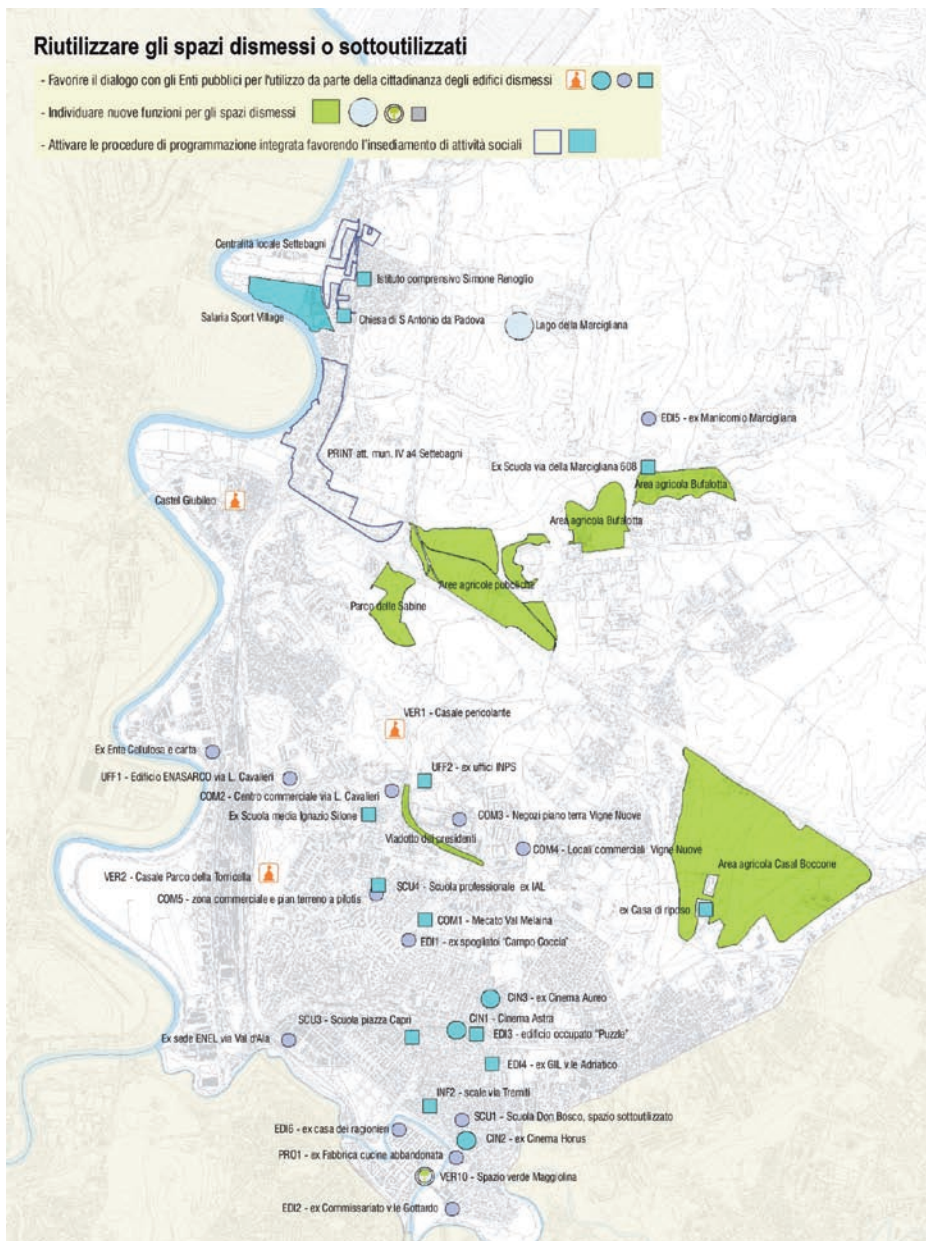 Riutilizzare gli spazi dismessi o sottoutilizzati
- Favorire il dialogo con gli Enti pubblici per l'utilizzo da parte della cittadinanza degli edifici dismessi
- Individuare nuove funzioni per gli spazi dismessi
- Attivare le procedure di programmazione integrata favorendo l'insediamento di attività sociali
Centralità locale Settebagni
Istituto comprensivo Simone Renoglio
Salaria Sport Village
Chiesa di S Antonio da Padova
Lago della Marcigliana
EDI5 - ex Manicomio Marcigliana
PRINT att. mun. IV a4 Settebagni
Ex Scuola via della Marcigliana 608
Area agricola Bufalotta
Castel Giubileo
Area agricola Bufalotta
Aree agricole pubbliche
Parco delle Sabine
VER1 - Casale pericolante
Ex Ente Cellulosa e carta
UFF2 - ex uffici INPS
UFF1 - Edificio ENASARCO via L. Cavalieri
COM2 - Centro commerciale via L. Cavalieri
Ex Scuola media Ignazio Silone
COM3 - Negozi piano terra Vigne Nuove
Viadotto dei presidenti
COM4 - Locali commerciali Vigne Nuove
Area agricola Casal Boccone
VER2 - Casale Parco della Torricella
SCU4 - Scuola professionale ex IAL
COM5 - zona commerciale e pian terreno a pilotis
ex Casa di riposo
COM1 - Mecato Val Melaina
EDI1 - ex spogliatoi "Campo Coccia"
CIN3 - ex Cinema Aureo
SCU3 - Scuola piazza Capri
CIN1 - Cinema Astra
Ex sede ENEL via Val d'Ala
EDI3 - edificio occupato "Puzzle"
EDI4 - ex GIL v.le Adriatico
INF2 - scale via Tremiti
SCU1 - Scuola Don Bosco, spazio sottoutilizzato
EDI6 - ex casa dei ragionieri
CIN2 - ex Cinema Horus
PRO1 - ex Fabbrica cucine abbandonata
VER10 - Spazio verde Maggiolina
EDI2 - ex Commissariato v.le Gottardo